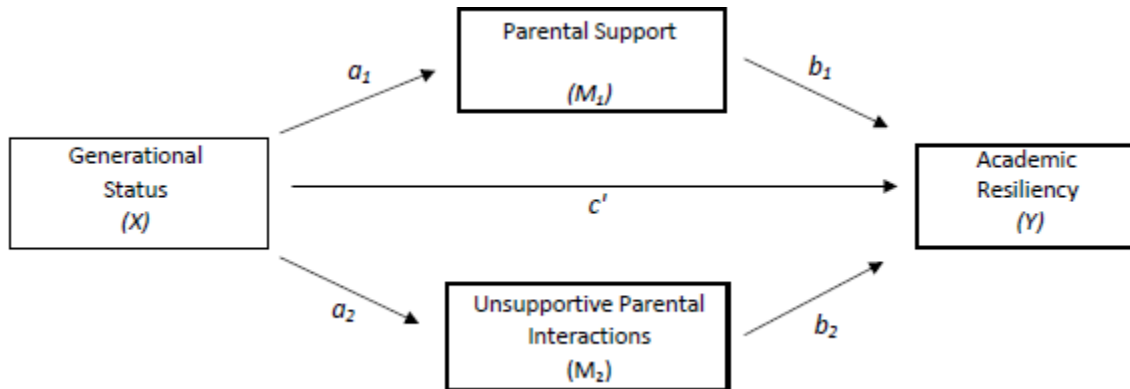 Parental Support
(M₁)
a₁
b₁
Generational
Status
(X)
c'
Academic
Resiliency
(Y)
a₂
Unsupportive Parental
Interactions
(M₂)
b₂